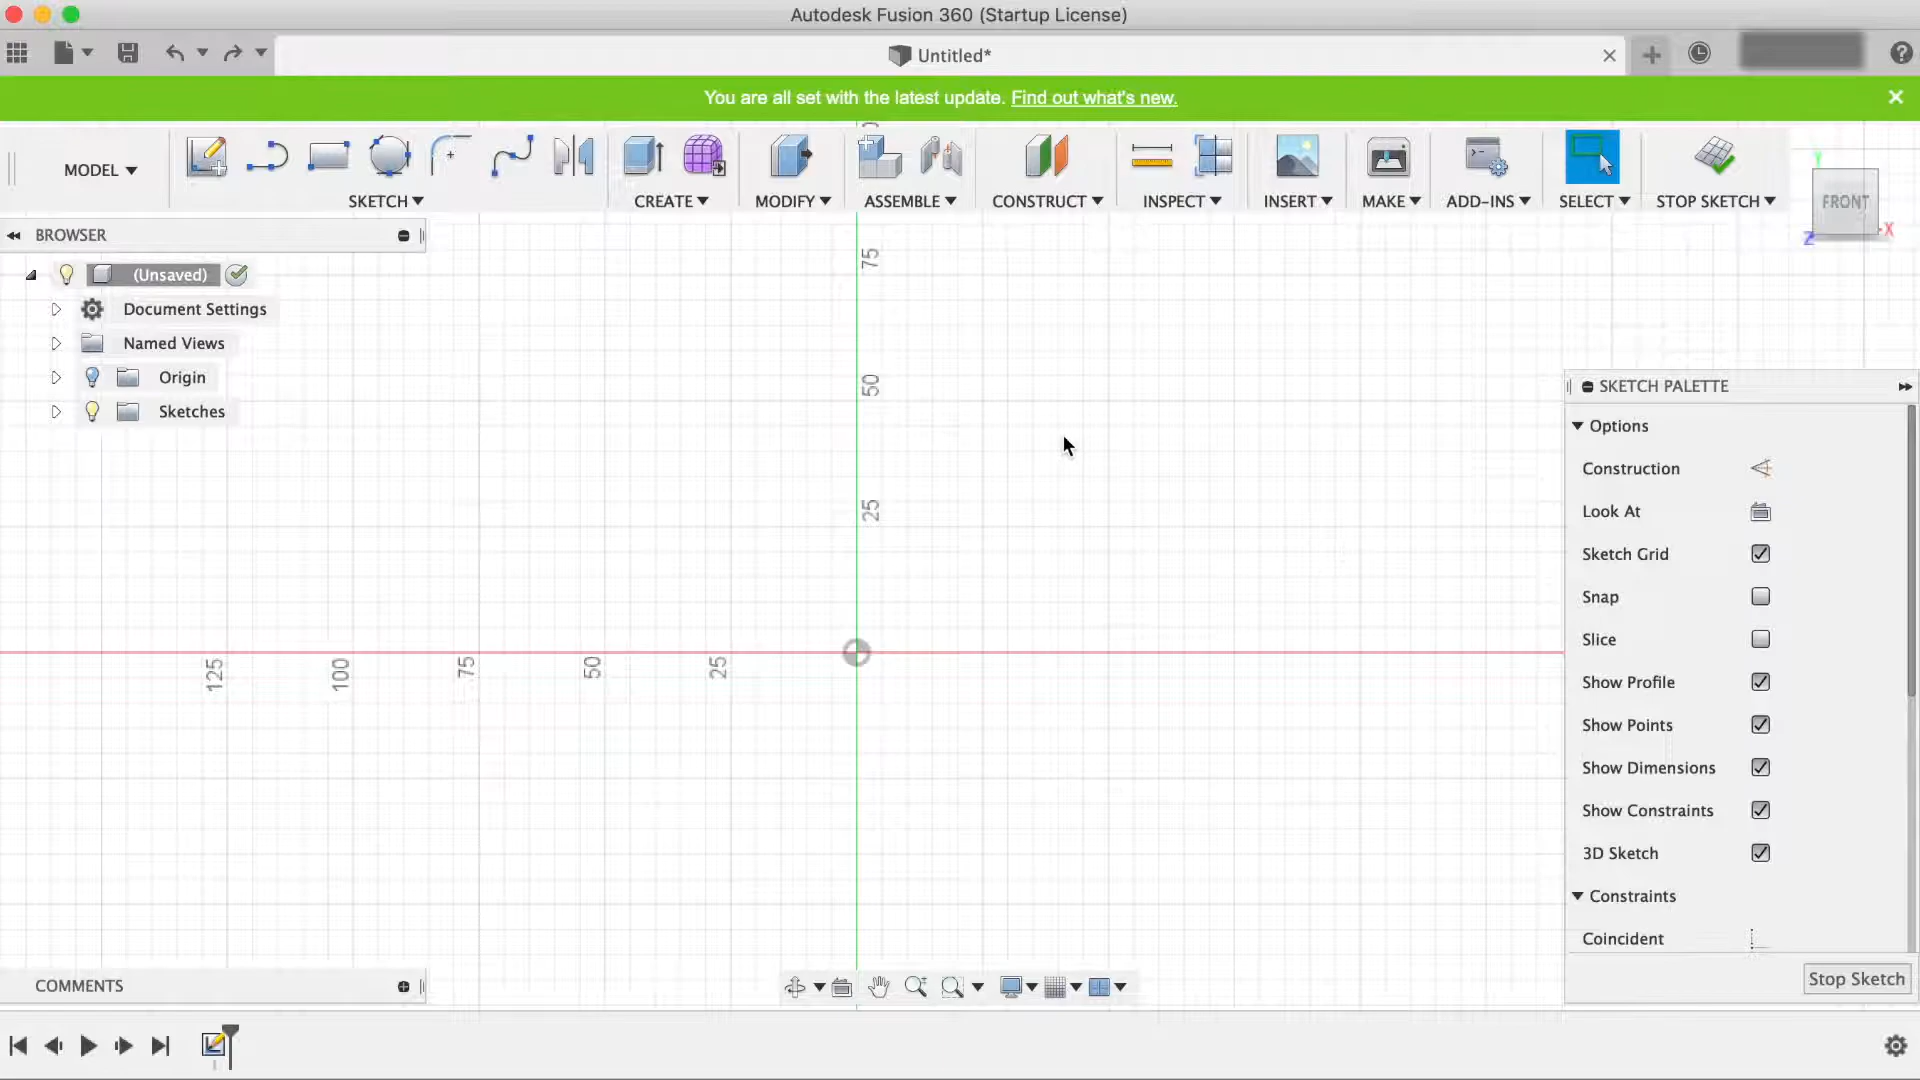 Autodesk Fusion 360 (Startup License)
Untitled*
You are all set with the latest update. Find out what's new.
MODEL
SKETCH
CREATE
MODIFY
ASSEMBLE
CONSTRUCT
INSPECT
INSERT
MAKE
ADD-INS
SELECT
STOP SKETCH
Y
FRONT
X
Z
BROWSER
(Unsaved)
Document Settings
Named Views
Origin
Sketches
75
50
25
125
100
75
50
25
SKETCH PALETTE
Options
Construction
Look At
Sketch Grid
Snap
Slice
Show Profile
Show Points
Show Dimensions
Show Constraints
3D Sketch
Constraints
Coincident
Stop Sketch
COMMENTS